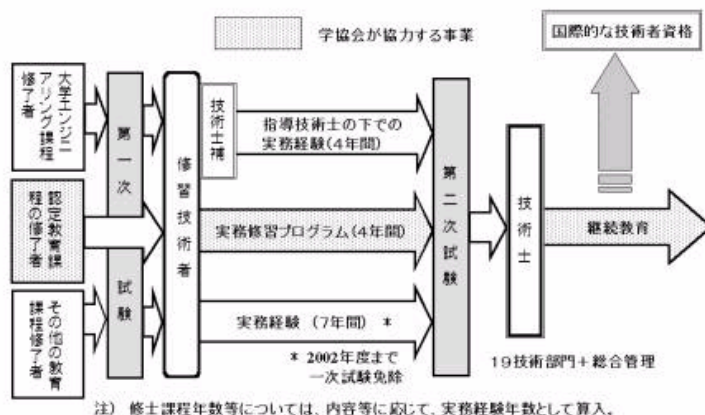 学協会が協力する事業
国際的な技術者資格
大学エンジニ
アリング課程
修了者
認定教育課
程の修了者
その他の教育
課程修了者
第一次
試験
修習技術者
技術士補
指導技術士の下での
実務経験(4年間)
実務修習プログラム(4年間)
実務経験 (7年間) *
* 2002年度まで
一次試験免除
第二次試験
技術士
継続教育
19技術部門+総合管理
注) 修士課程年数等については、内容等に応じて、実務経験年数として算入。